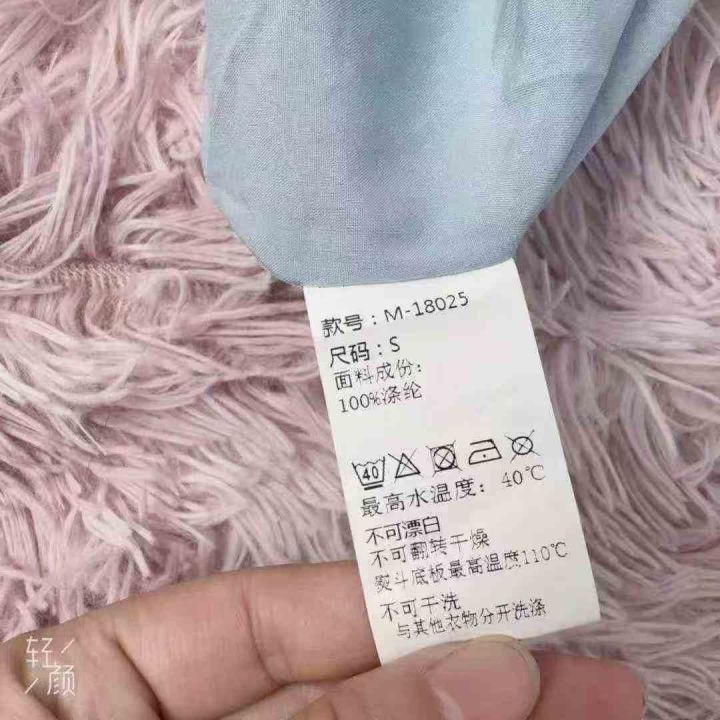 款号：M-18025
尺码：S
面料成份：
100%涤纶
40
最高水温度：40℃
不可漂白
不可翻转干燥
熨斗底板最高温度110℃
不可干洗
与其他衣物分开洗涤
轻颜